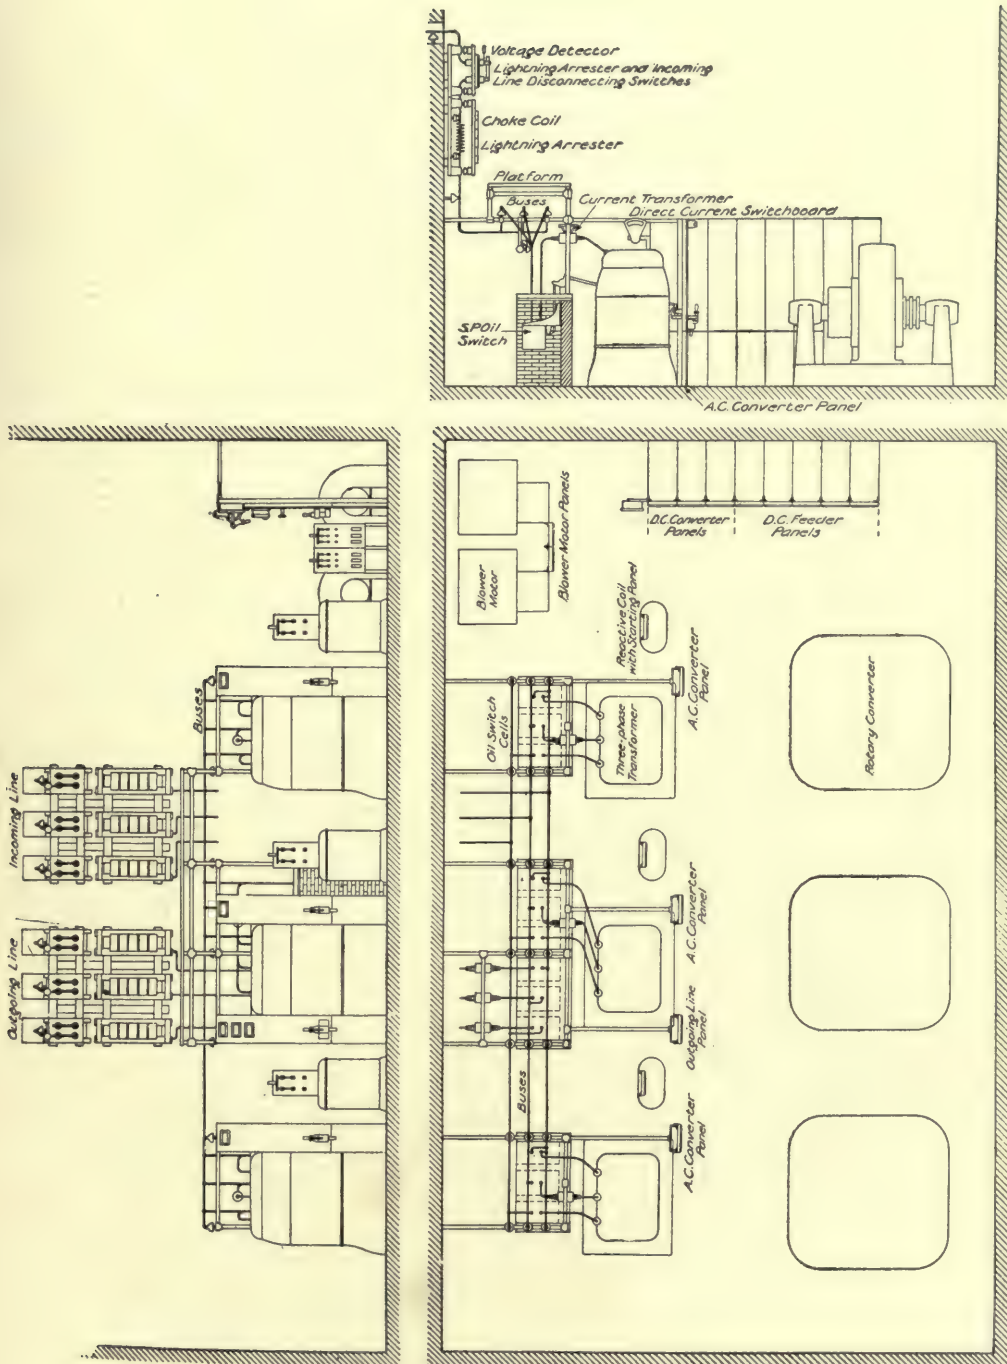 Voltage Detector
Lightning Arrester and Incoming
Line Disconnecting Switches
Choke Coil
Lightning Arrester
Platform
Buses
Current Transformer
Direct Current Switchboard
S.P.Oil
Switch
A.C. Converter Panel
Incoming Line
Outgoing Line
Buses
Blower
Motor
Blower Motor Panels
D.C. Converter
Panels
D.C. Feeder
Panels
Reactive Coil
with Starting Panel
A.C. Converter
Panel
Oil Switch
Cells
Three-phase
Transformer
Rotary Converter
A.C. Converter
Panel
Outgoing Line
Panel
Buses
A.C. Converter
Panel